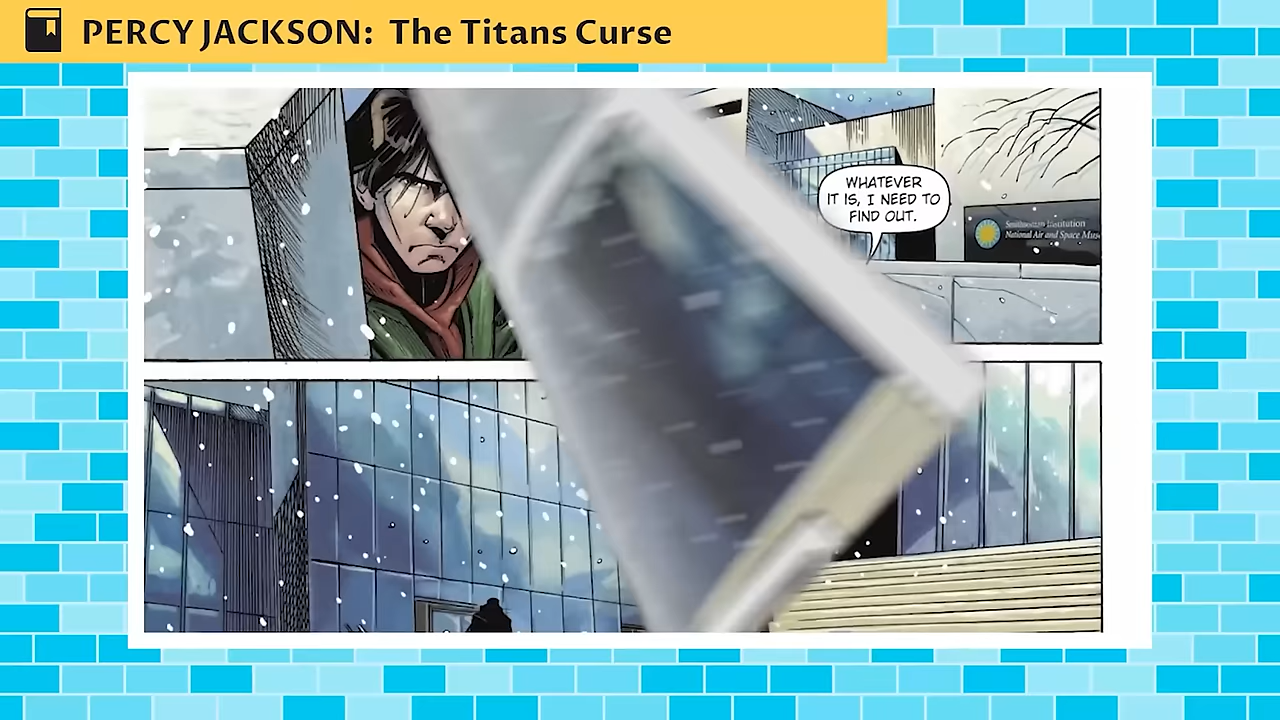 PERCY JACKSON: The Titans Curse
WHATEVER
IT IS, I NEED TO
FIND OUT.
Smithsonian Institution
National Air and Space Mus